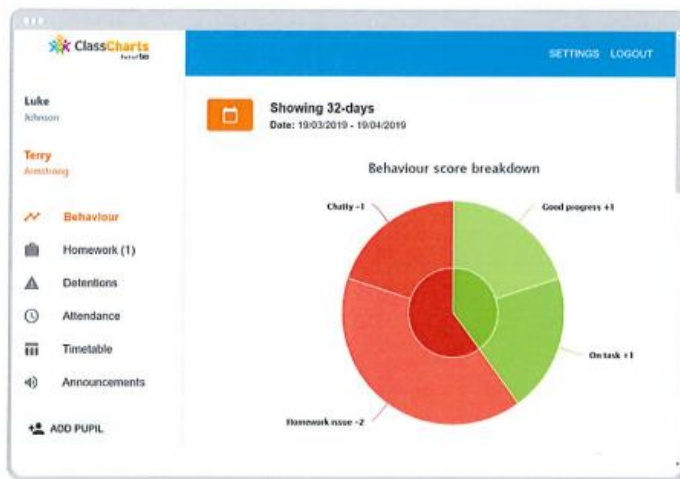 ClassCharts
SETTINGS LOGOUT
Luke
Johnson
Terry
Armstrong
Behaviour
Homework (1)
Detentions
Attendance
Timetable
Announcements
ADD PUPIL
Showing 32-days
Date: 19/03/2019 - 19/04/2019
Behaviour score breakdown
Chatty -1
Good progress +1
On task +1
Homework issue -2